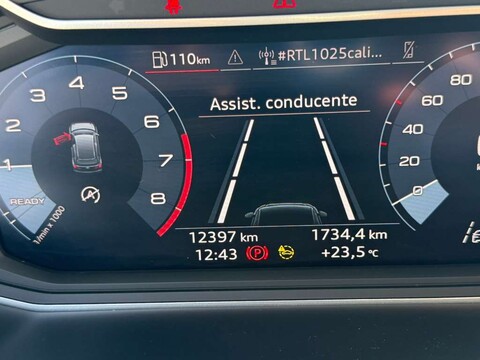 110km
#RTL1025cali...
Assist. conducente
1 2 3 4 5 6 7 8
READY
1/min x 1000
A
80
60
40
20
0
12397 km
1734,4 km
12:43
P
+23,5 °C